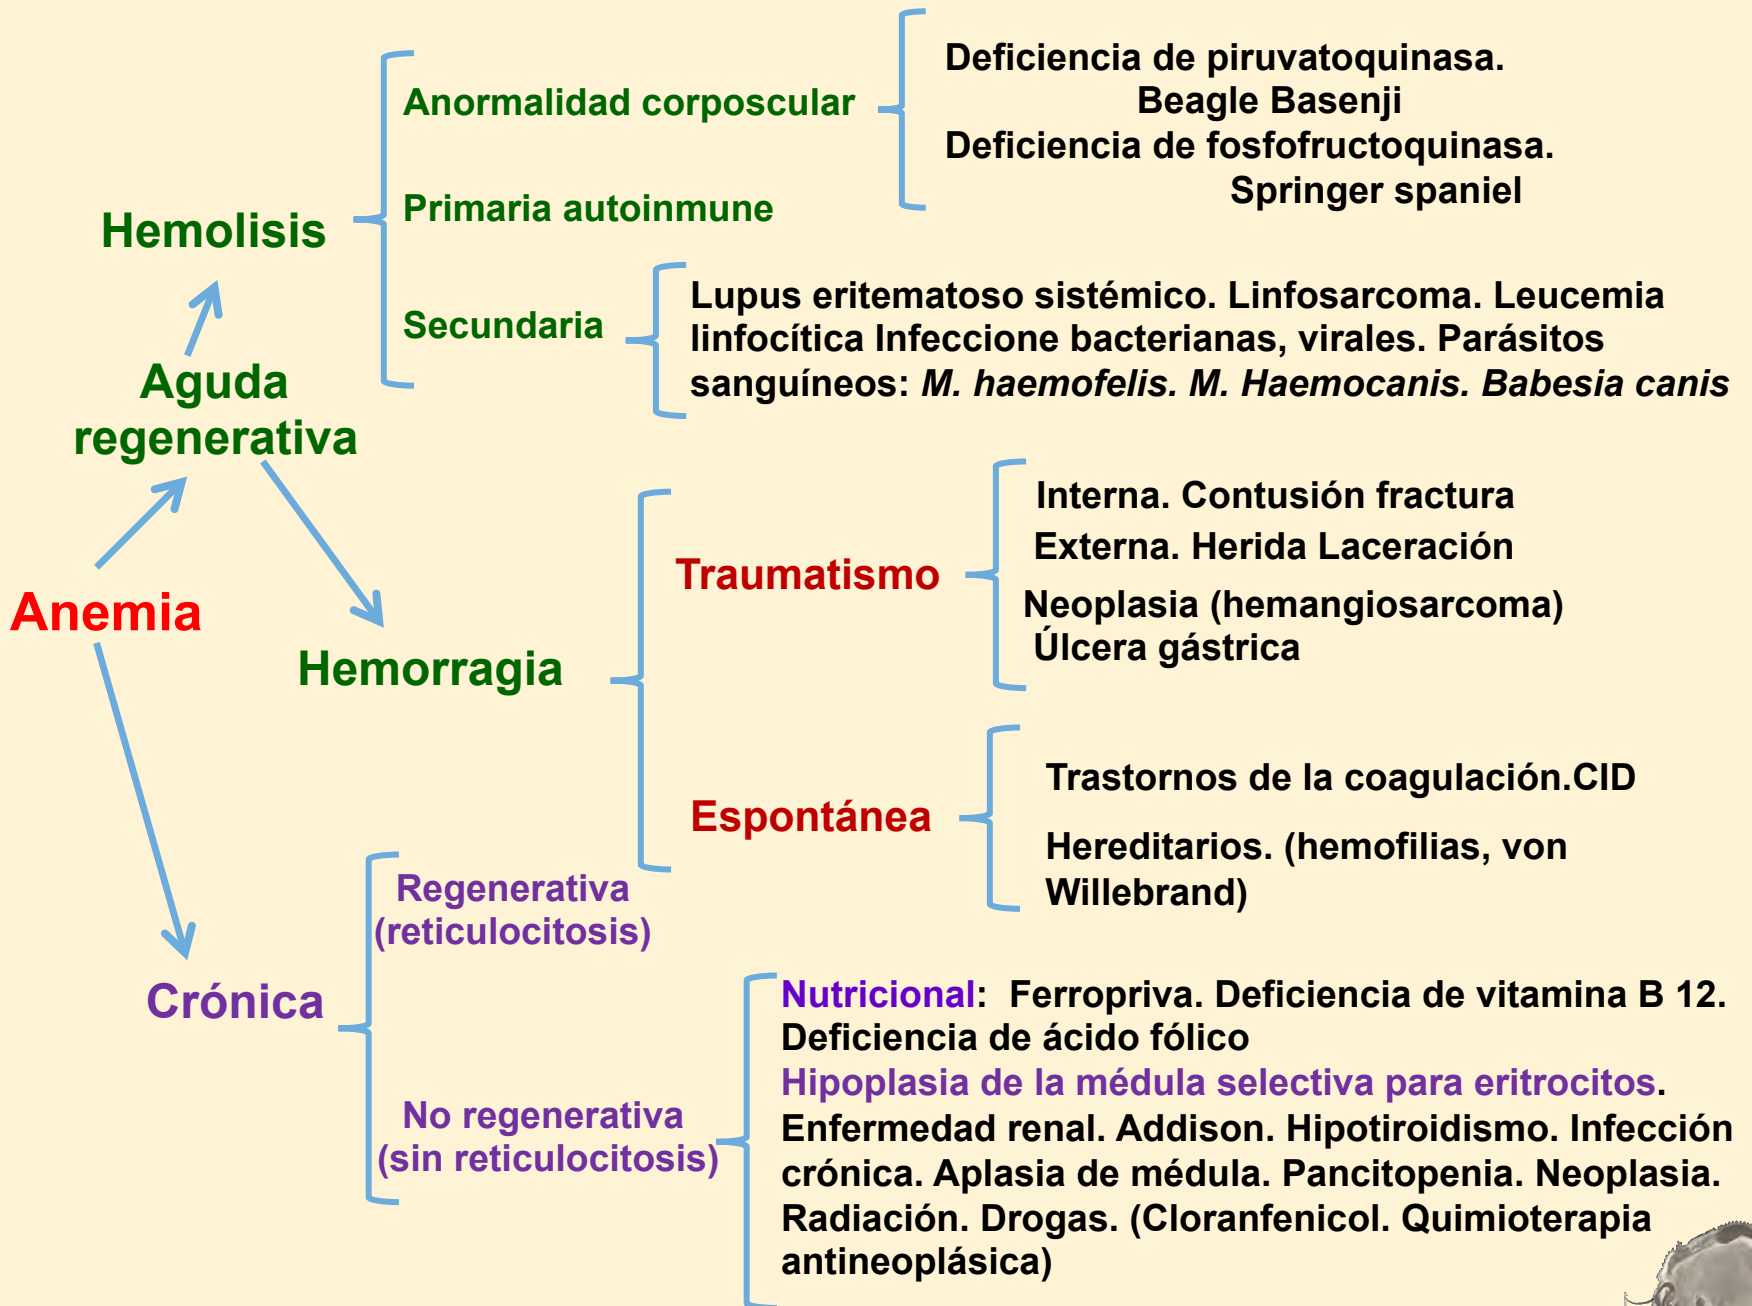 Anemia
Aguda
regenerativa
Hemolisis
Anormalidad corposcular
Deficiencia de piruvatoquinasa.
Beagle Basenji
Deficiencia de fosfofructoquinasa.
Springer spaniel
Primaria autoinmune
Secundaria
Lupus eritematoso sistémico. Linfosarcoma. Leucemia
linfocítica Infeccione bacterianas, virales. Parásitos
sanguíneos: M. haemofelis. M. Haemocanis. Babesia canis
Hemorragia
Traumatismo
Interna. Contusión fractura
Externa. Herida Laceración
Neoplasia (hemangiosarcoma)
Úlcera gástrica
Espontánea
Trastornos de la coagulación.CID
Hereditarios. (hemofilias, von
Willebrand)
Crónica
Regenerativa
(reticulocitosis)
No regenerativa
(sin reticulocitosis)
Nutricional: Ferropriva. Deficiencia de vitamina B 12.
Deficiencia de ácido fólico
Hipoplasia de la médula selectiva para eritrocitos.
Enfermedad renal. Addison. Hipotiroidismo. Infección
crónica. Aplasia de médula. Pancitopenia. Neoplasia.
Radiación. Drogas. (Cloranfenicol. Quimioterapia
antineoplásica)